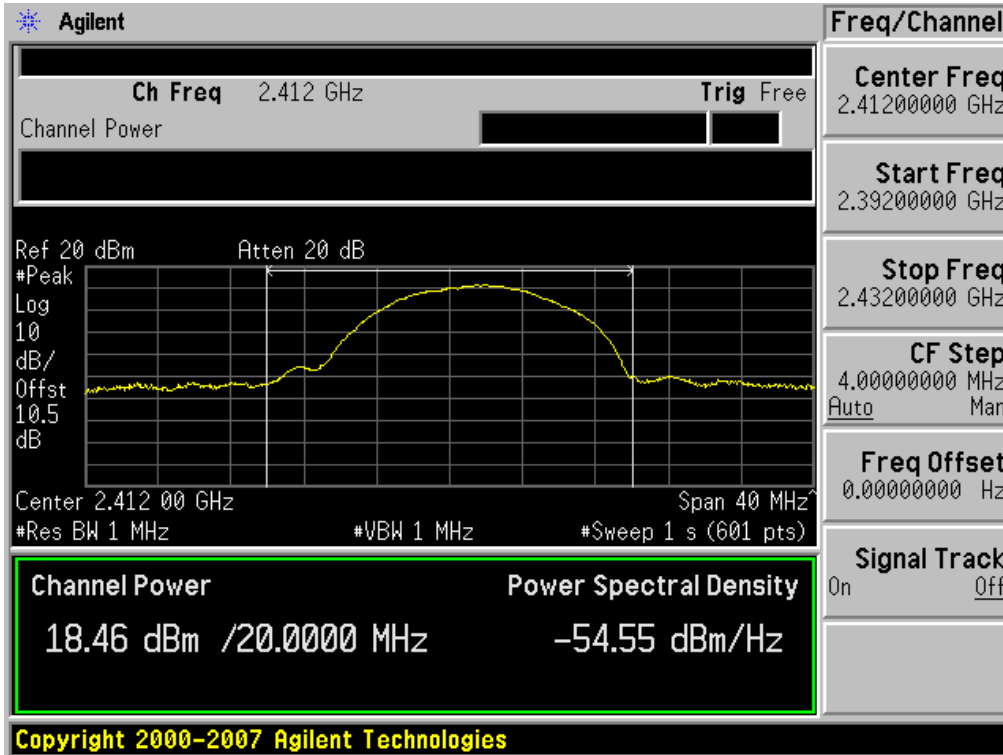 Agilent
Freq/Channel
Ch Freq 2.412 GHz Trig Free
Channel Power
Center Freq
2.41200000 GHz
Start Freq
2.39200000 GHz
Stop Freq
2.43200000 GHz
CF Step
4.00000000 MHz
Auto Man
Freq Offset
0.00000000 Hz
Signal Track
On Off
Ref 20 dBm Atten 20 dB
#Peak
Log
10
dB/
Offst
10.5
dB
Center 2.412 00 GHz Span 40 MHz^
#Res BW 1 MHz #VBW 1 MHz #Sweep 1 s (601 pts)
Channel Power Power Spectral Density
18.46 dBm /20.0000 MHz -54.55 dBm/Hz
Copyright 2000-2007 Agilent Technologies